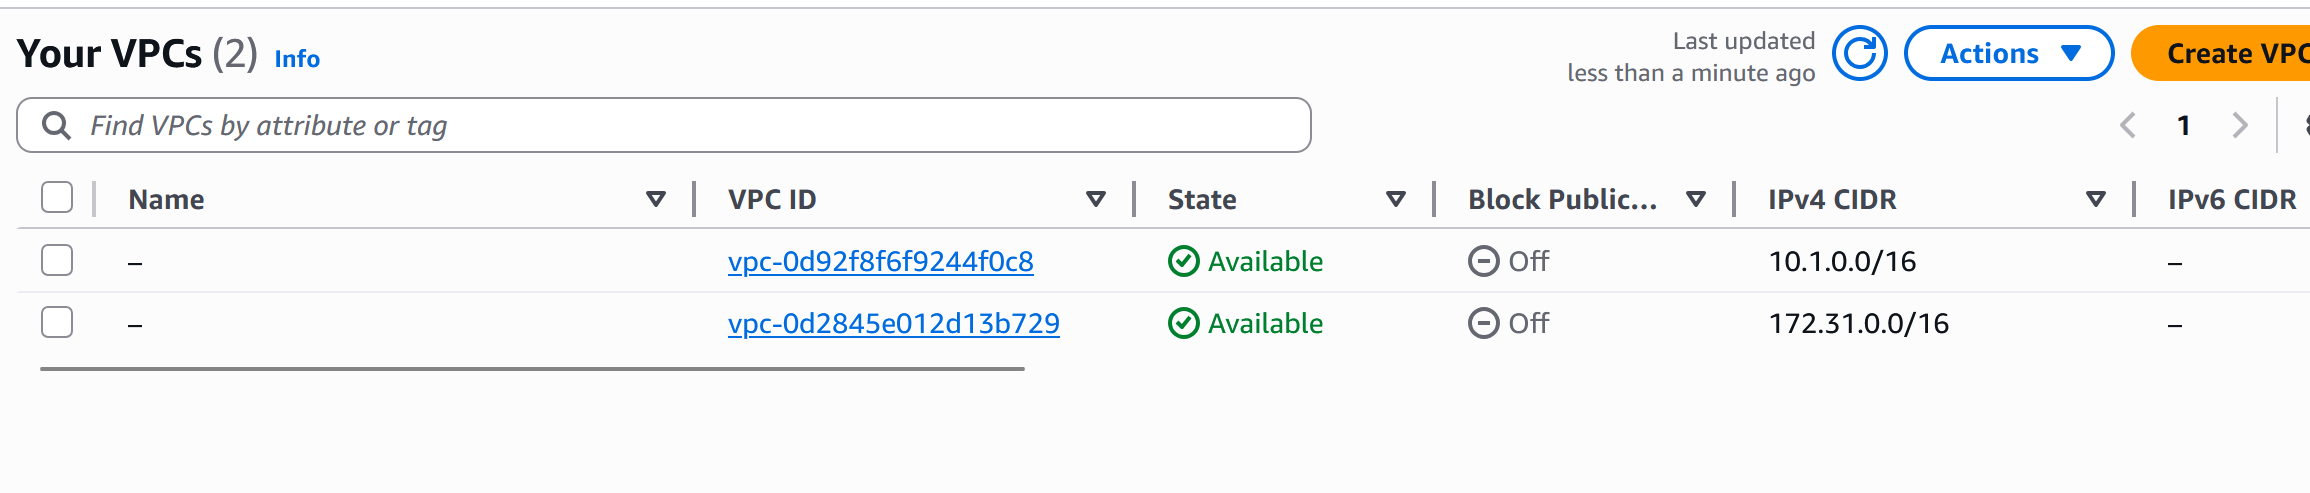 Your VPCs (2) Info
Last updated
less than a minute ago
Actions
Create VPC
Find VPCs by attribute or tag
1
Name VPC ID State Block Public... IPv4 CIDR IPv6 CIDR
– vpc-0d92f8f6f9244f0c8 Available Off 10.1.0.0/16 –
– vpc-0d2845e012d13b729 Available Off 172.31.0.0/16 –